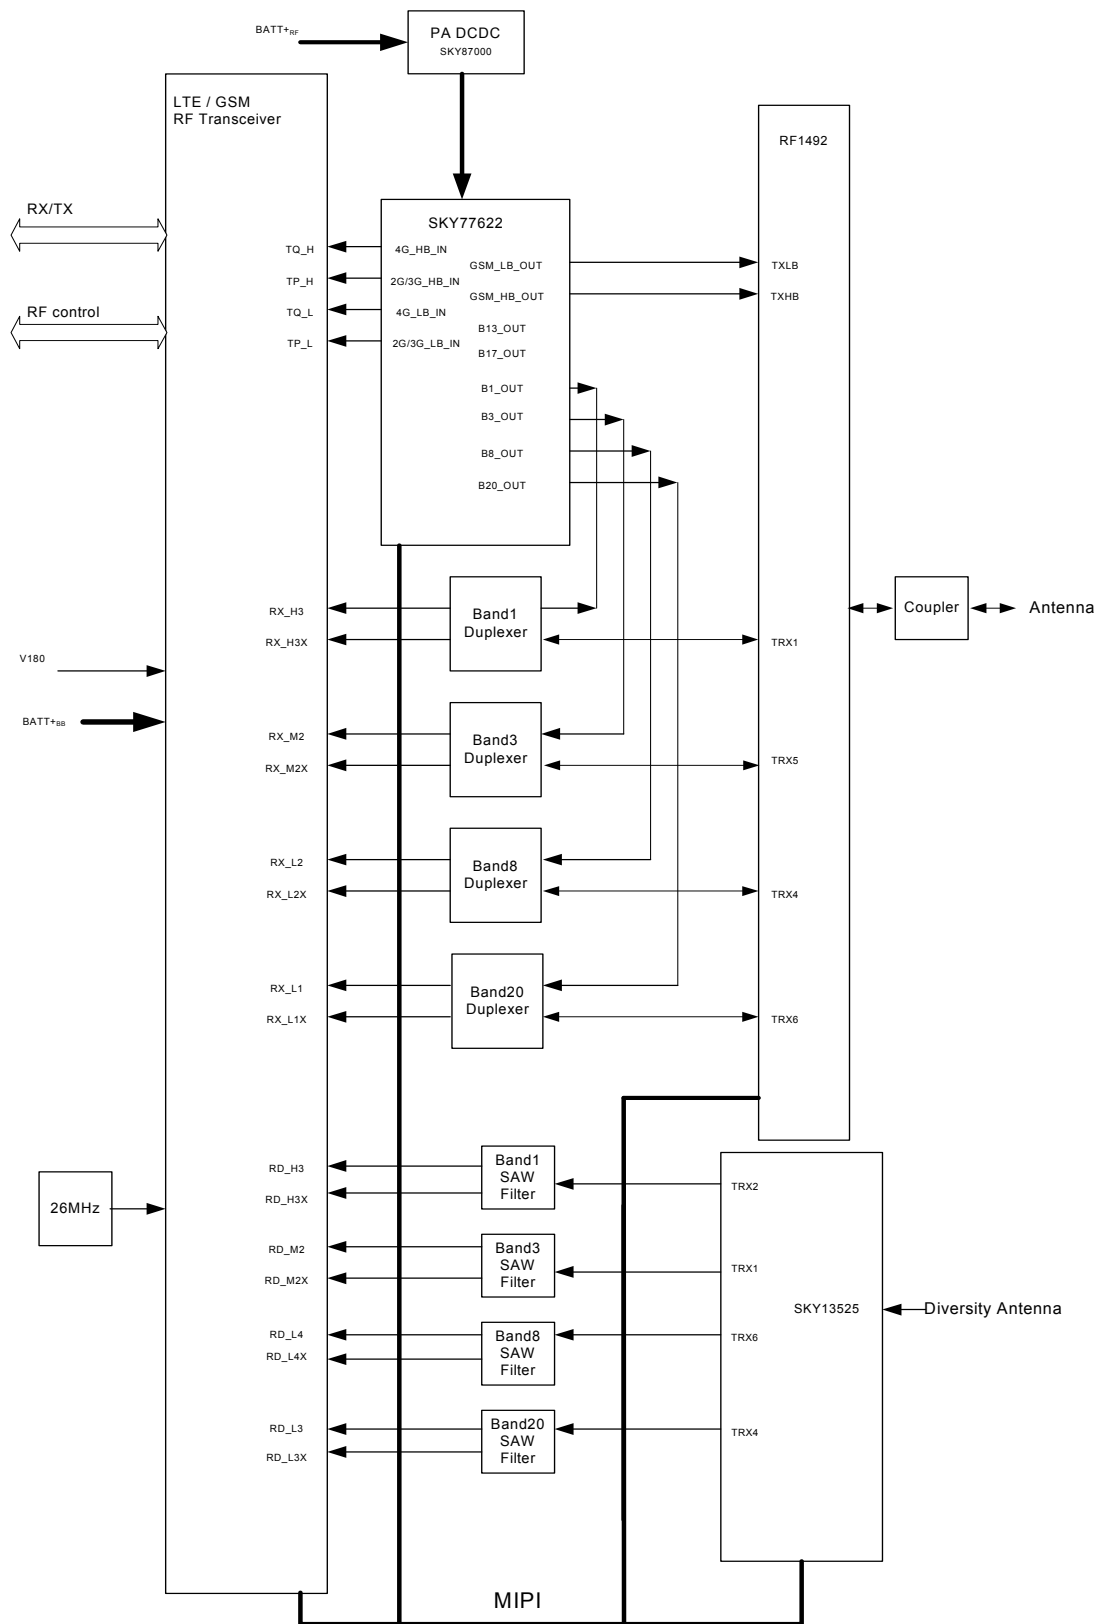 BATT+RF
PA DCDC
SKY87000
LTE / GSM
RF Transceiver
RF1492
RX/TX
SKY77622
TQ_H
4G_HB_IN
GSM_LB_OUT
TXLB
TP_H
2G/3G_HB_IN
GSM_HB_OUT
TXHB
RF control
TQ_L
4G_LB_IN
B13_OUT
TP_L
2G/3G_LB_IN
B17_OUT
B1_OUT
B3_OUT
B8_OUT
B20_OUT
RX_H3
Band1
Duplexer
Coupler
Antenna
RX_H3X
TRX1
V180
BATT+BB
RX_M2
Band3
Duplexer
RX_M2X
TRX5
RX_L2
Band8
Duplexer
RX_L2X
TRX4
RX_L1
Band20
Duplexer
RX_L1X
TRX6
RD_H3
Band1
SAW
Filter
TRX2
RD_H3X
26MHz
RD_M2
Band3
SAW
Filter
TRX1
RD_M2X
SKY13525
Diversity Antenna
RD_L4
Band8
SAW
Filter
TRX6
RD_L4X
RD_L3
Band20
SAW
Filter
TRX4
RD_L3X
MIPI